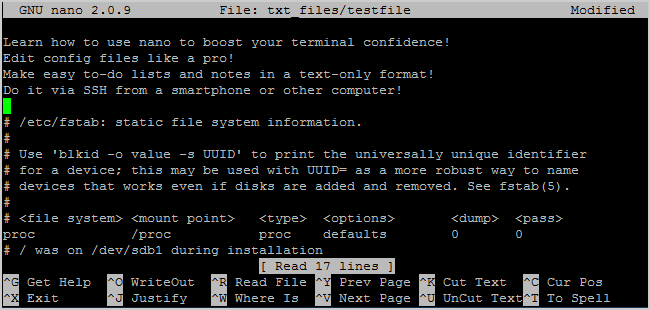 GNU nano 2.0.9 File: txt_files/testfile Modified
Learn how to use nano to boost your terminal confidence!
Edit config files like a pro!
Make easy to-do lists and notes in a text-only format!
Do it via SSH from a smartphone or other computer!
# /etc/fstab: static file system information.
#
# Use 'blkid -o value -s UUID' to print the universally unique identifier
# for a device; this may be used with UUID= as a more robust way to name
# devices that works even if disks are added and removed. See fstab(5).
#
# <file system> <mount point> <type> <options> <dump> <pass>
proc /proc proc defaults 0 0
# / was on /dev/sdb1 during installation
[ Read 17 lines ]
^G Get Help ^O WriteOut ^R Read File ^Y Prev Page ^K Cut Text ^C Cur Pos
^X Exit ^J Justify ^W Where Is ^V Next Page ^U UnCut Text^T To Spell